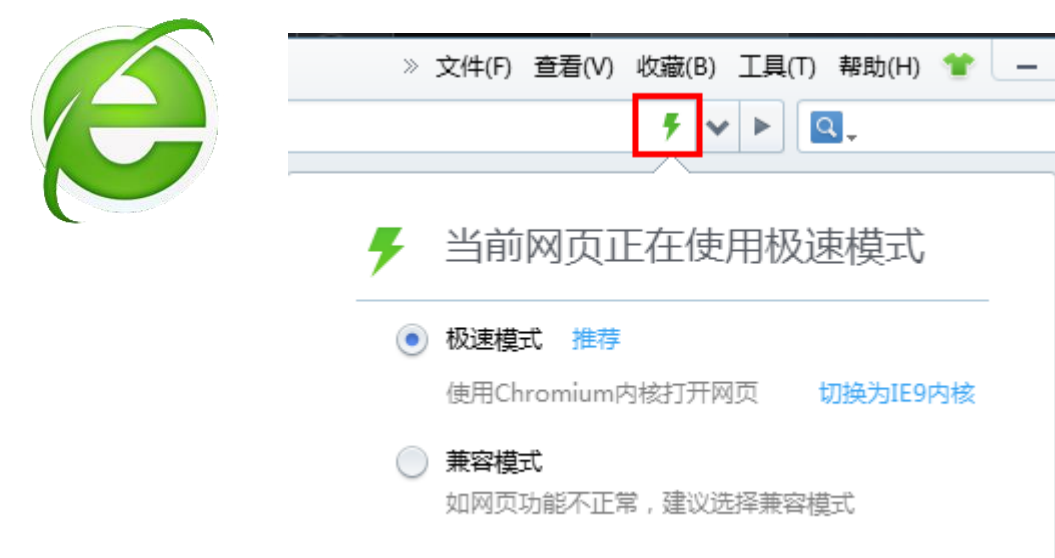 » 文件(F) 查看(V) 收藏(B) 工具(T) 帮助(H)
当前网页正在使用极速模式
极速模式 推荐
使用Chromium内核打开网页 切换为IE9内核
兼容模式
如网页功能不正常，建议选择兼容模式